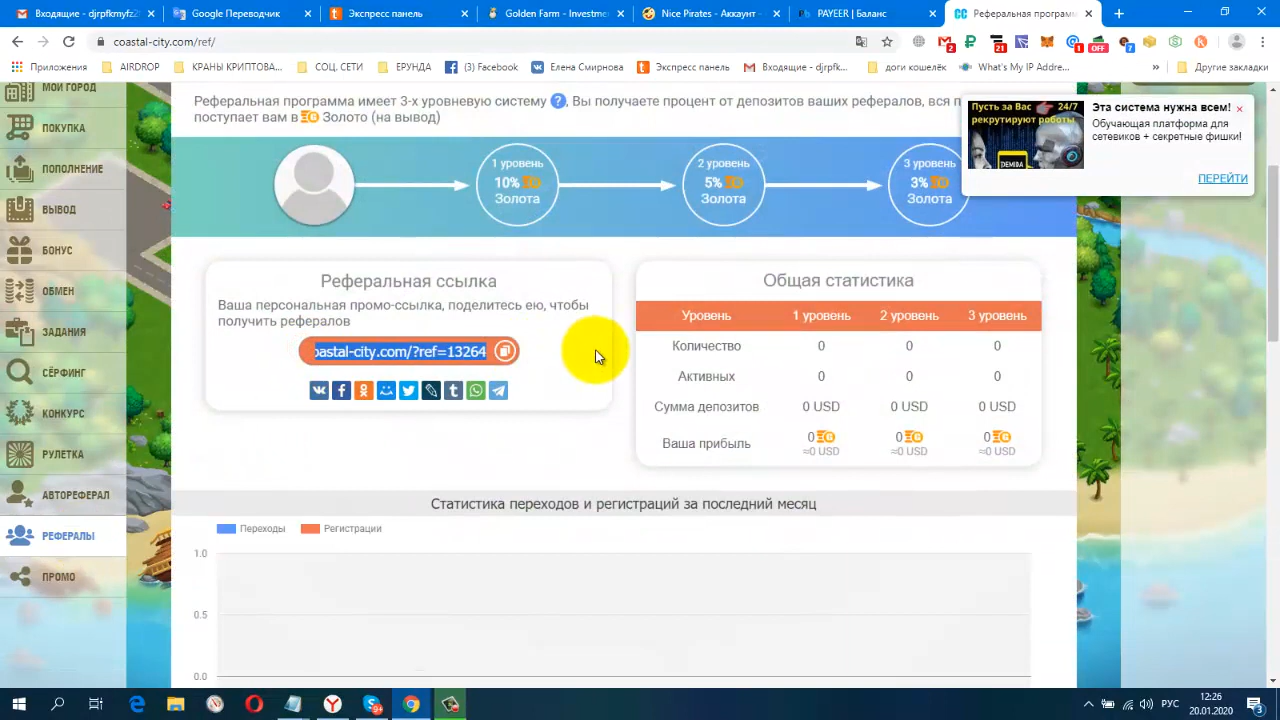 Входящие - djrpfkmyfz2
Google Переводчик
Экспресс панель
Golden Farm - Investme
Nice Pirates - Аккаунт -
PAYEER | Баланс
Реферальная программ
coastal-city.com/ref/
Приложения
AIRDROP
КРАНЫ КРИПТОВА...
СОЦ. СЕТИ
ЕРУНДА
(3) Facebook
Елена Смирнова
Экспресс панель
Входящие - djrpfk...
доги кошелёк
What's My IP Addre...
»
Другие закладки
МОЙ ГОРОД
ПОКУПКА
ПОПОЛНЕНИЕ
ВЫВОД
БОНУС
ОБМЕН
ЗАДАНИЯ
СЁРФИНГ
КОНКУРС
РУЛЕТКА
АВТОРЕФЕРАЛ
РЕФЕРАЛЫ
ПРОМО
Реферальная программа имеет 3-х уровневую систему ?, Вы получаете процент от депозитов ваших рефералов, вся п
поступает вам в Золото (на вывод)
Пусть за Вас 24/7
рекрутируют роботы
DEMIDA
Эта система нужна всем!
Обучающая платформа для
сетевиков + секретные фишки!
ПЕРЕЙТИ
1 уровень
10%
Золота
2 уровень
5%
Золота
3 уровень
3%
Золота
Реферальная ссылка
Ваша персональная промо-ссылка, поделитесь ею, чтобы
получить рефералов
oastal-city.com/?ref=13264
Общая статистика
Уровень 1 уровень 2 уровень 3 уровень
Количество 0 0 0
Активных 0 0 0
Сумма депозитов 0 USD 0 USD 0 USD
Ваша прибыль 0 0 0
≈0 USD ≈0 USD ≈0 USD
Статистика переходов и регистраций за последний месяц
Переходы Регистрации
1.0
0.5
0.0
РУС
12:26
20.01.2020